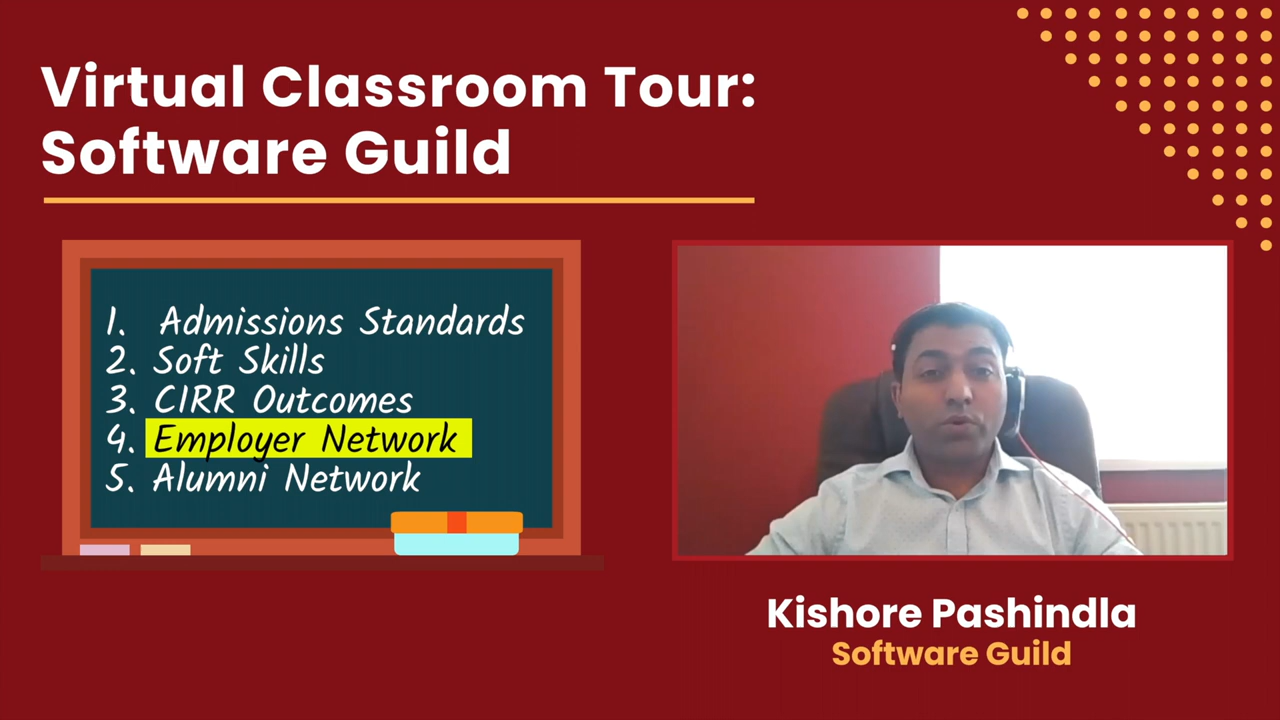 Virtual Classroom Tour:
Software Guild
1. Admissions Standards
2. Soft Skills
3. CIRR Outcomes
4. Employer Network
5. Alumni Network
Kishore Pashindla
Software Guild